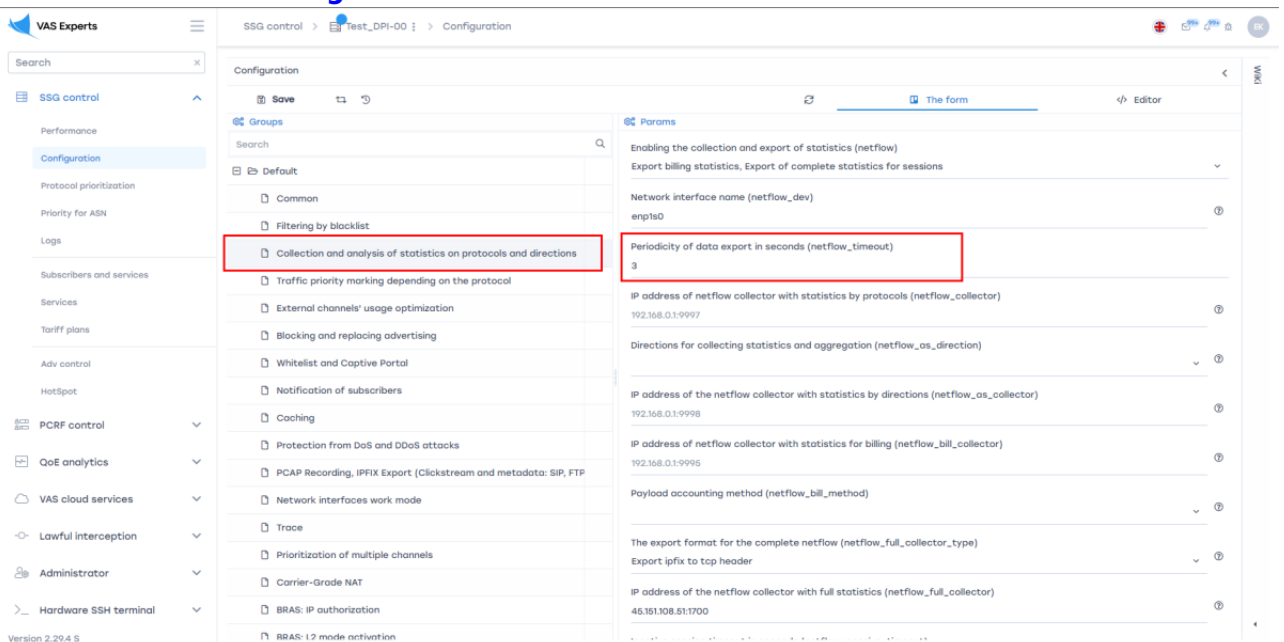 VAS Experts
SSG control > Test_DPI-00 > Configuration
99+
99+
EK
Search
SSG control
Performance
Configuration
Protocol prioritization
Priority for ASN
Logs
Subscribers and services
Services
Tariff plans
Adv control
HotSpot
PCRF control
QoE analytics
VAS cloud services
Lawful interception
Administrator
Hardware SSH terminal
Version 2.29.4 S
Configuration
Save
The form
</> Editor
Groups
Search
Default
Common
Filtering by blacklist
Collection and analysis of statistics on protocols and directions
Traffic priority marking depending on the protocol
External channels' usage optimization
Blocking and replacing advertising
Whitelist and Captive Portal
Notification of subscribers
Caching
Protection from DoS and DDoS attacks
PCAP Recording, IPFIX Export (Clickstream and metadata: SIP, FTP
Network interfaces work mode
Trace
Prioritization of multiple channels
Carrier-Grade NAT
BRAS: IP authorization
BRAS: L2 mode activation
Params
Enabling the collection and export of statistics (netflow)
Export billing statistics, Export of complete statistics for sessions
Network interface name (netflow_dev)
enp1s0
Periodicity of data export in seconds (netflow_timeout)
3
IP address of netflow collector with statistics by protocols (netflow_collector)
192.168.0.1:9997
Directions for collecting statistics and aggregation (netflow_as_direction)
IP address of the netflow collector with statistics by directions (netflow_as_collector)
192.168.0.1:9998
IP address of netflow collector with statistics for billing (netflow_bill_collector)
192.168.0.1:9995
Payload accounting method (netflow_bill_method)
The export format for the complete netflow (netflow_full_collector_type)
Export ipfix to tcp header
IP address of the netflow collector with full statistics (netflow_full_collector)
45.151.108.51:1700
Wiki